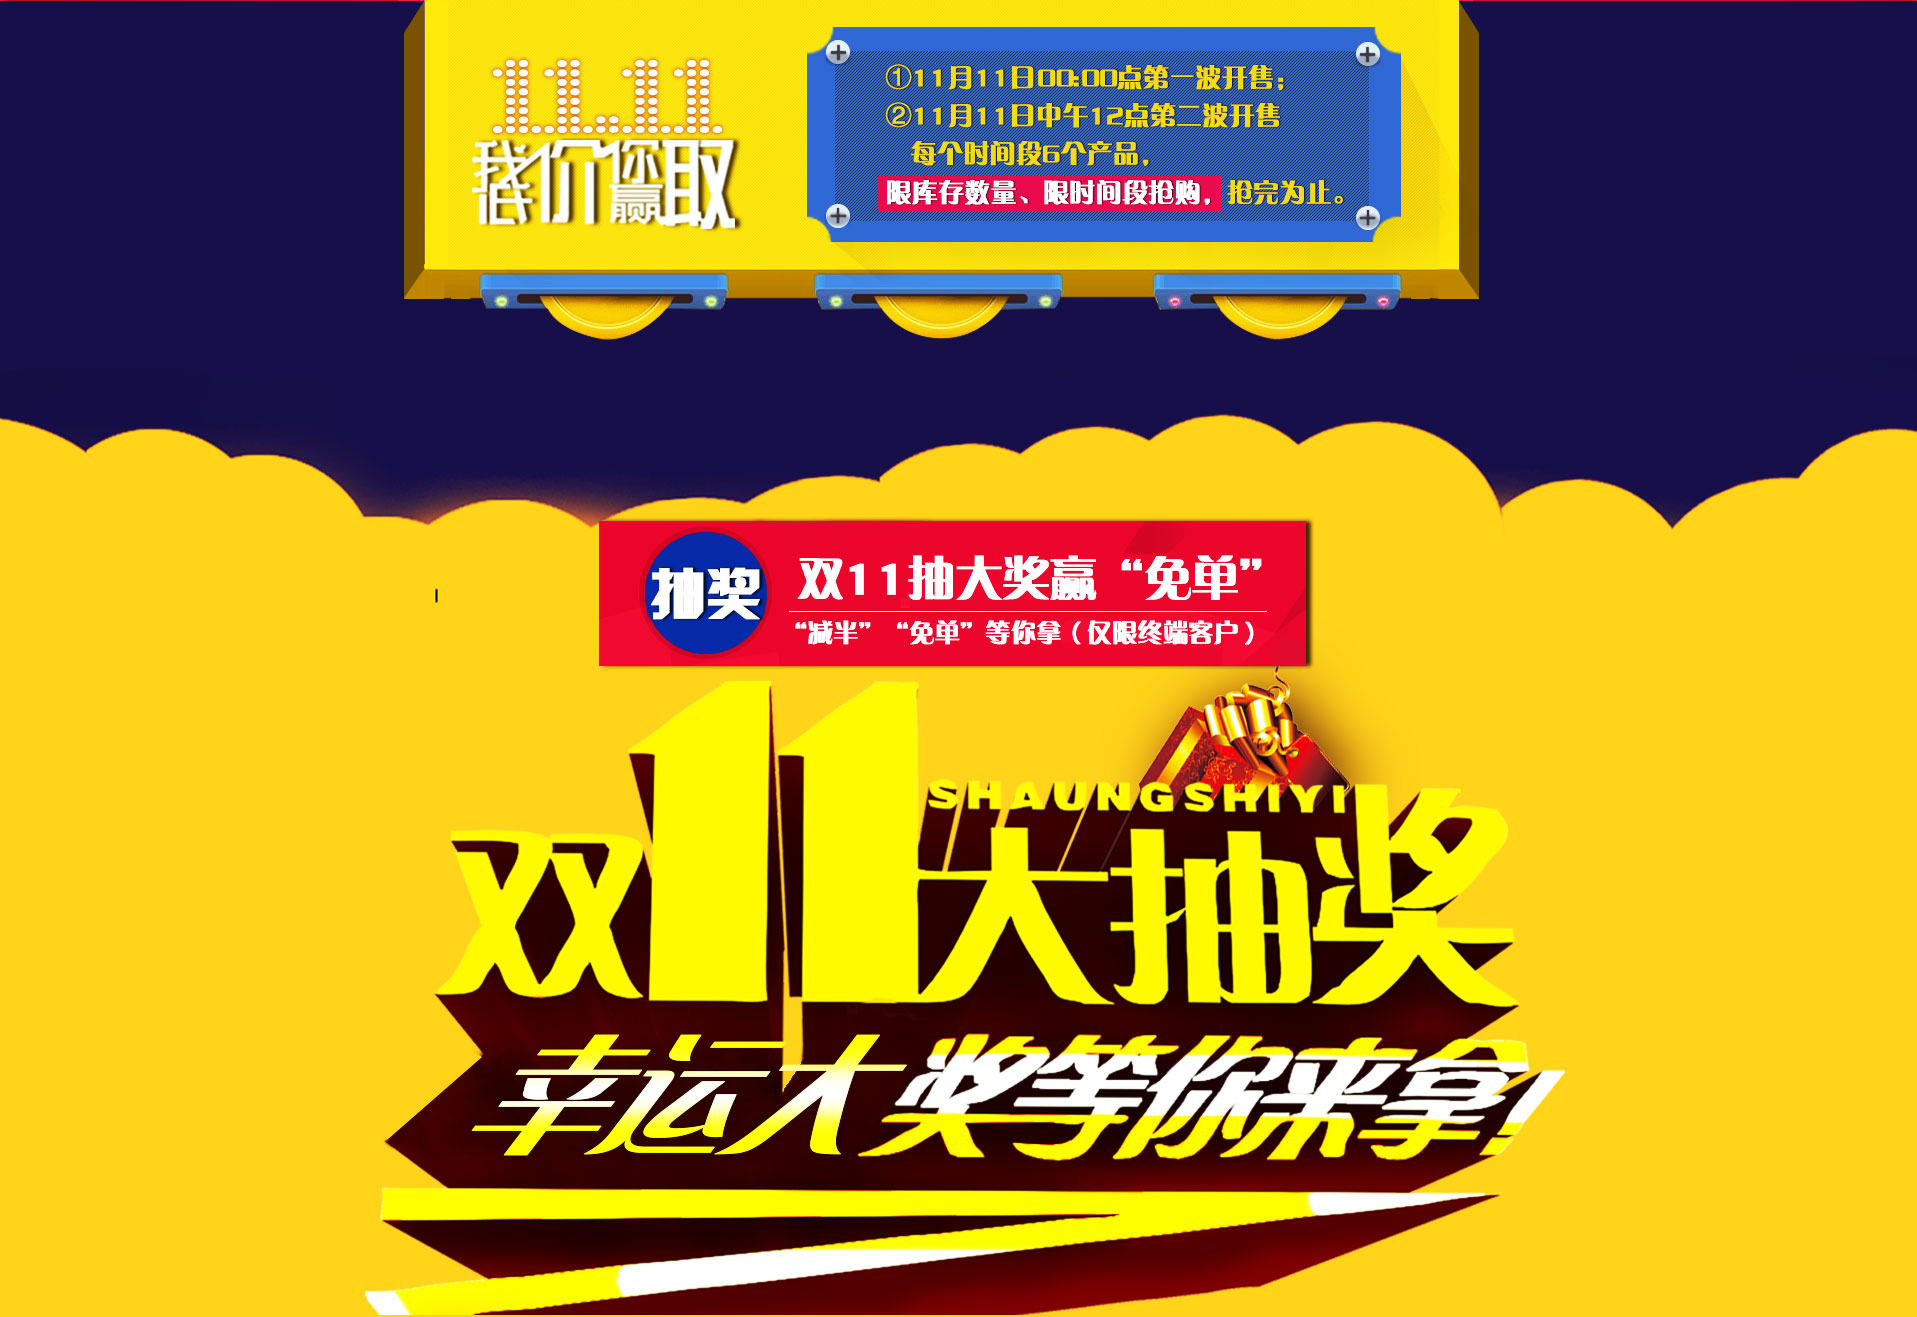 11.11
我低价你赢取
①11月11日00:00点第一波开售；
②11月11日中午12点第二波开售
每个时间段6个产品，
限库存数量、限时间段抢购，抢完为止。
抽奖
双11抽大奖赢“免单”
“减半”“免单”等你拿（仅限终端客户）
SHAUNGSHIYI
双11大抽奖
幸运大奖等你来拿！